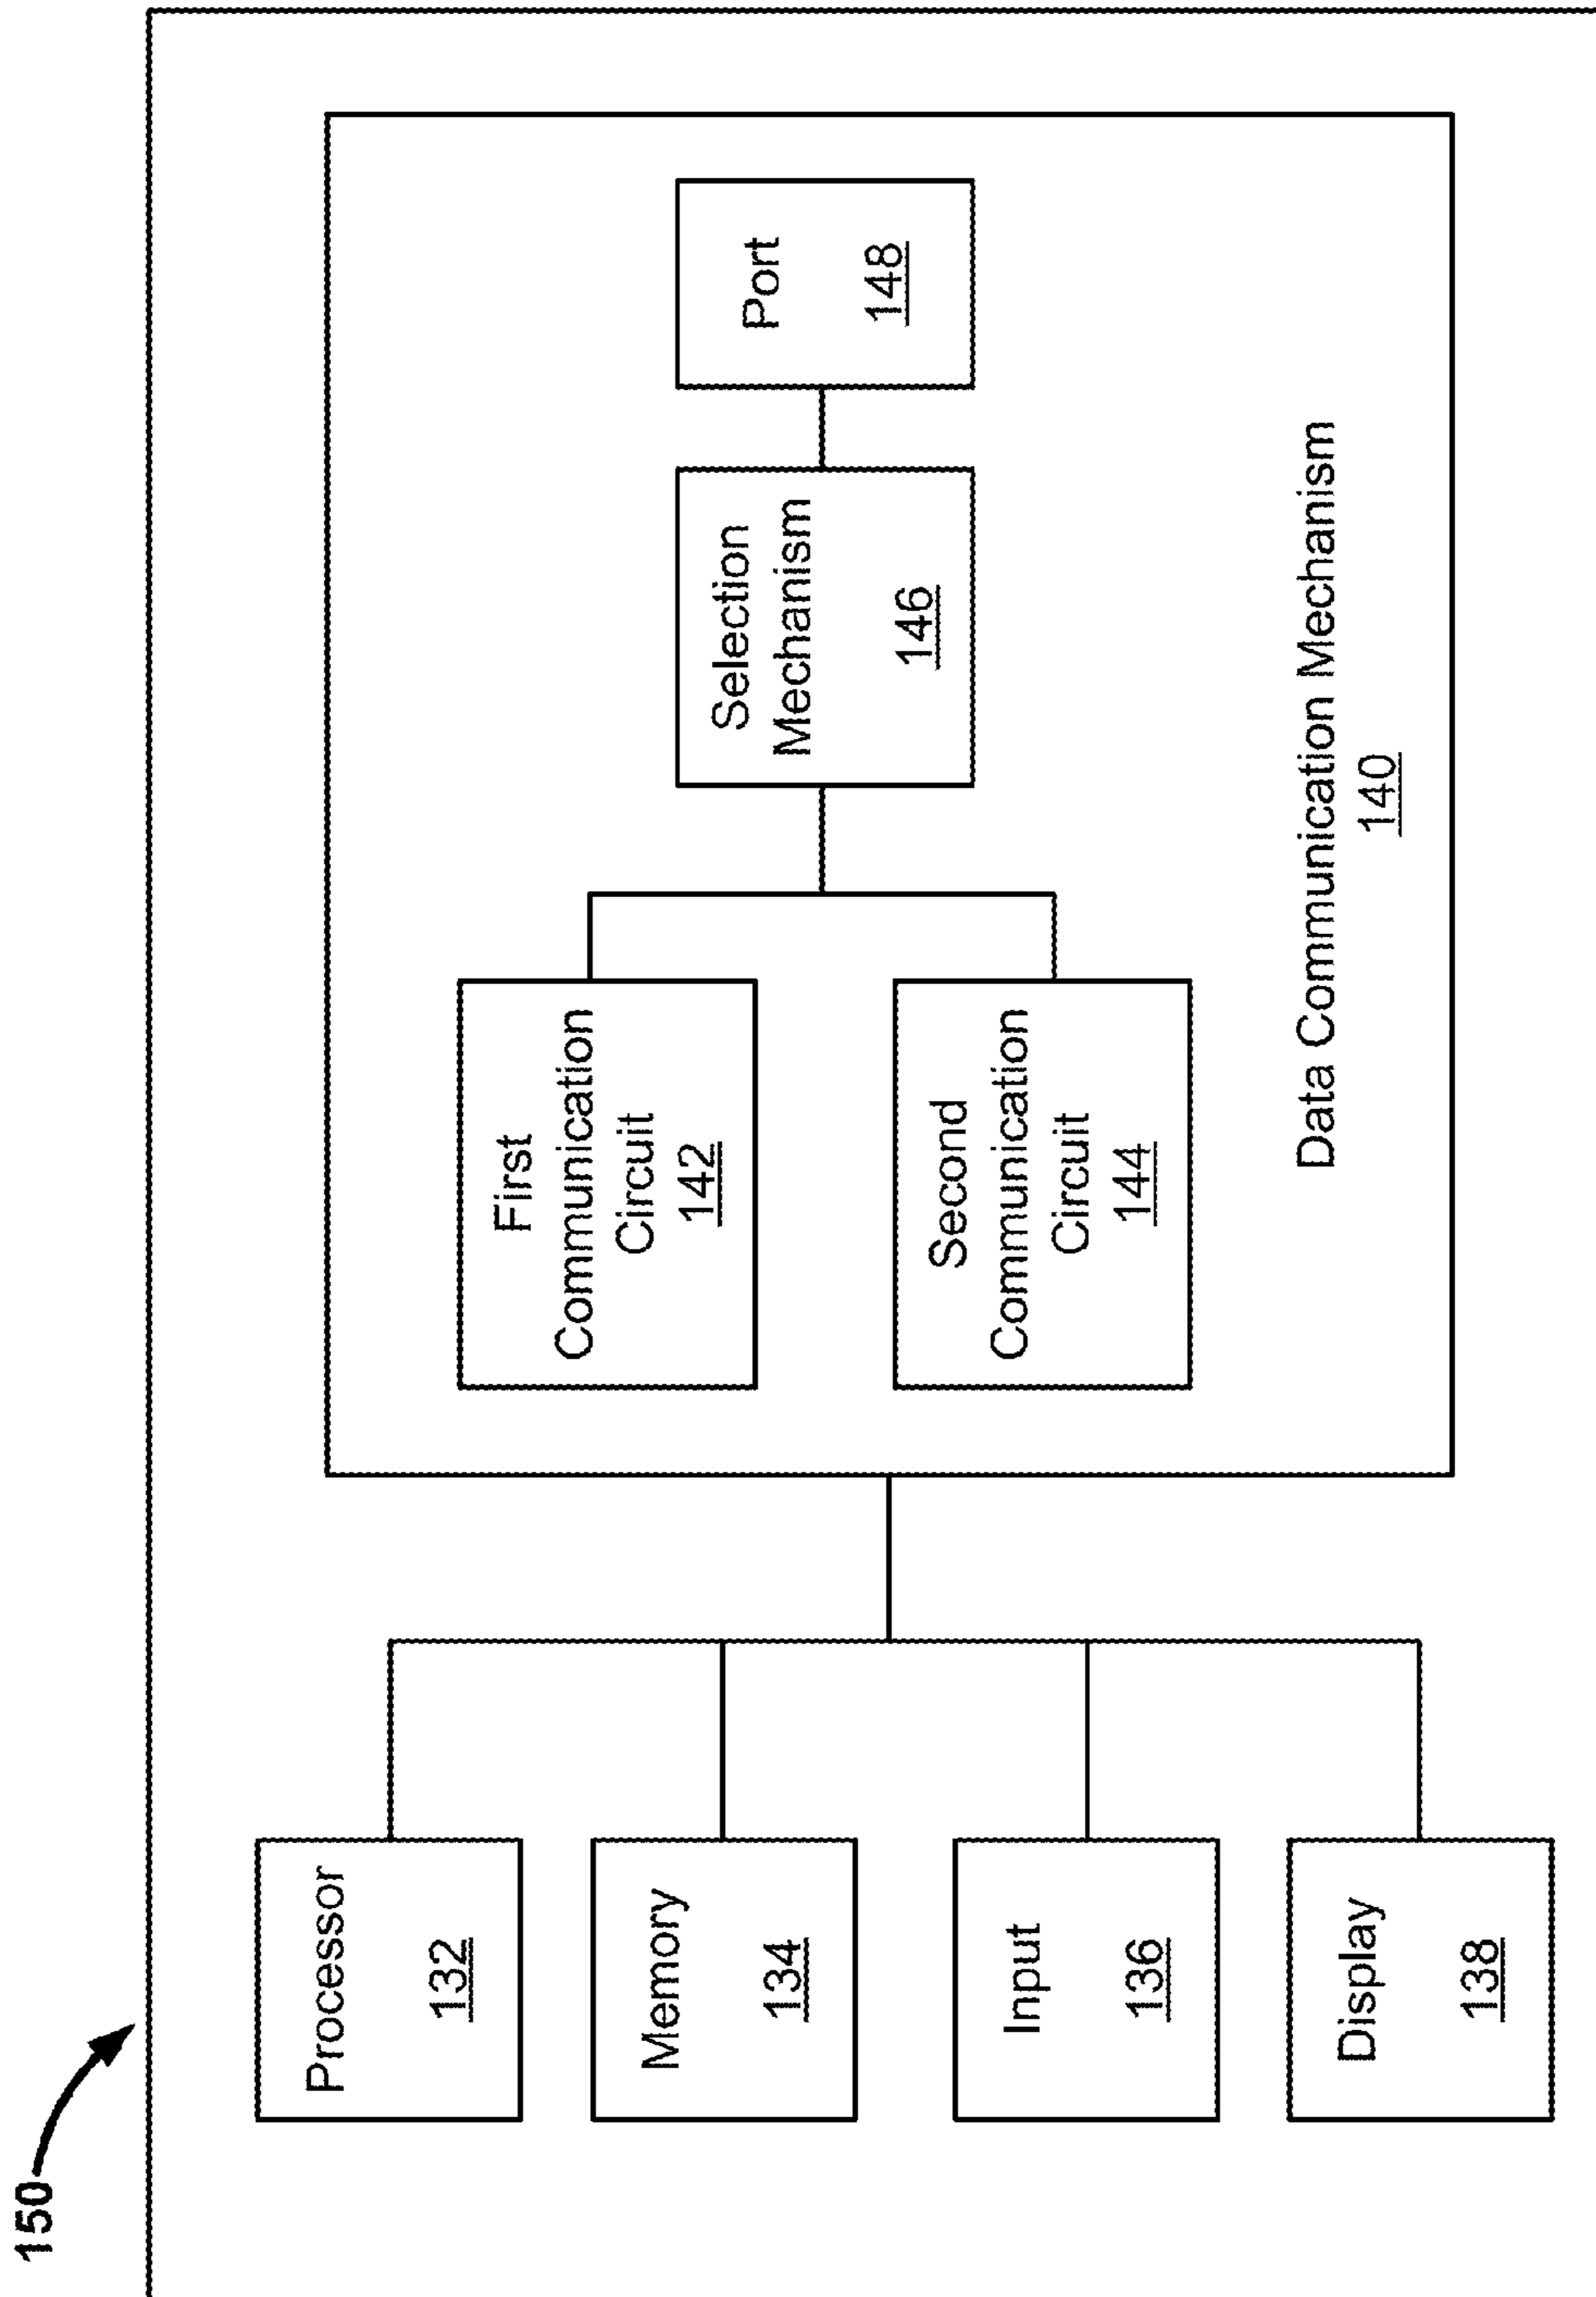 150
Processor
132
Memory
134
Input
136
Display
138
First
Communication
Circuit
142
Second
Communication
Circuit
144
Selection
Mechanism
146
Port
148
Data Communication Mechanism
140